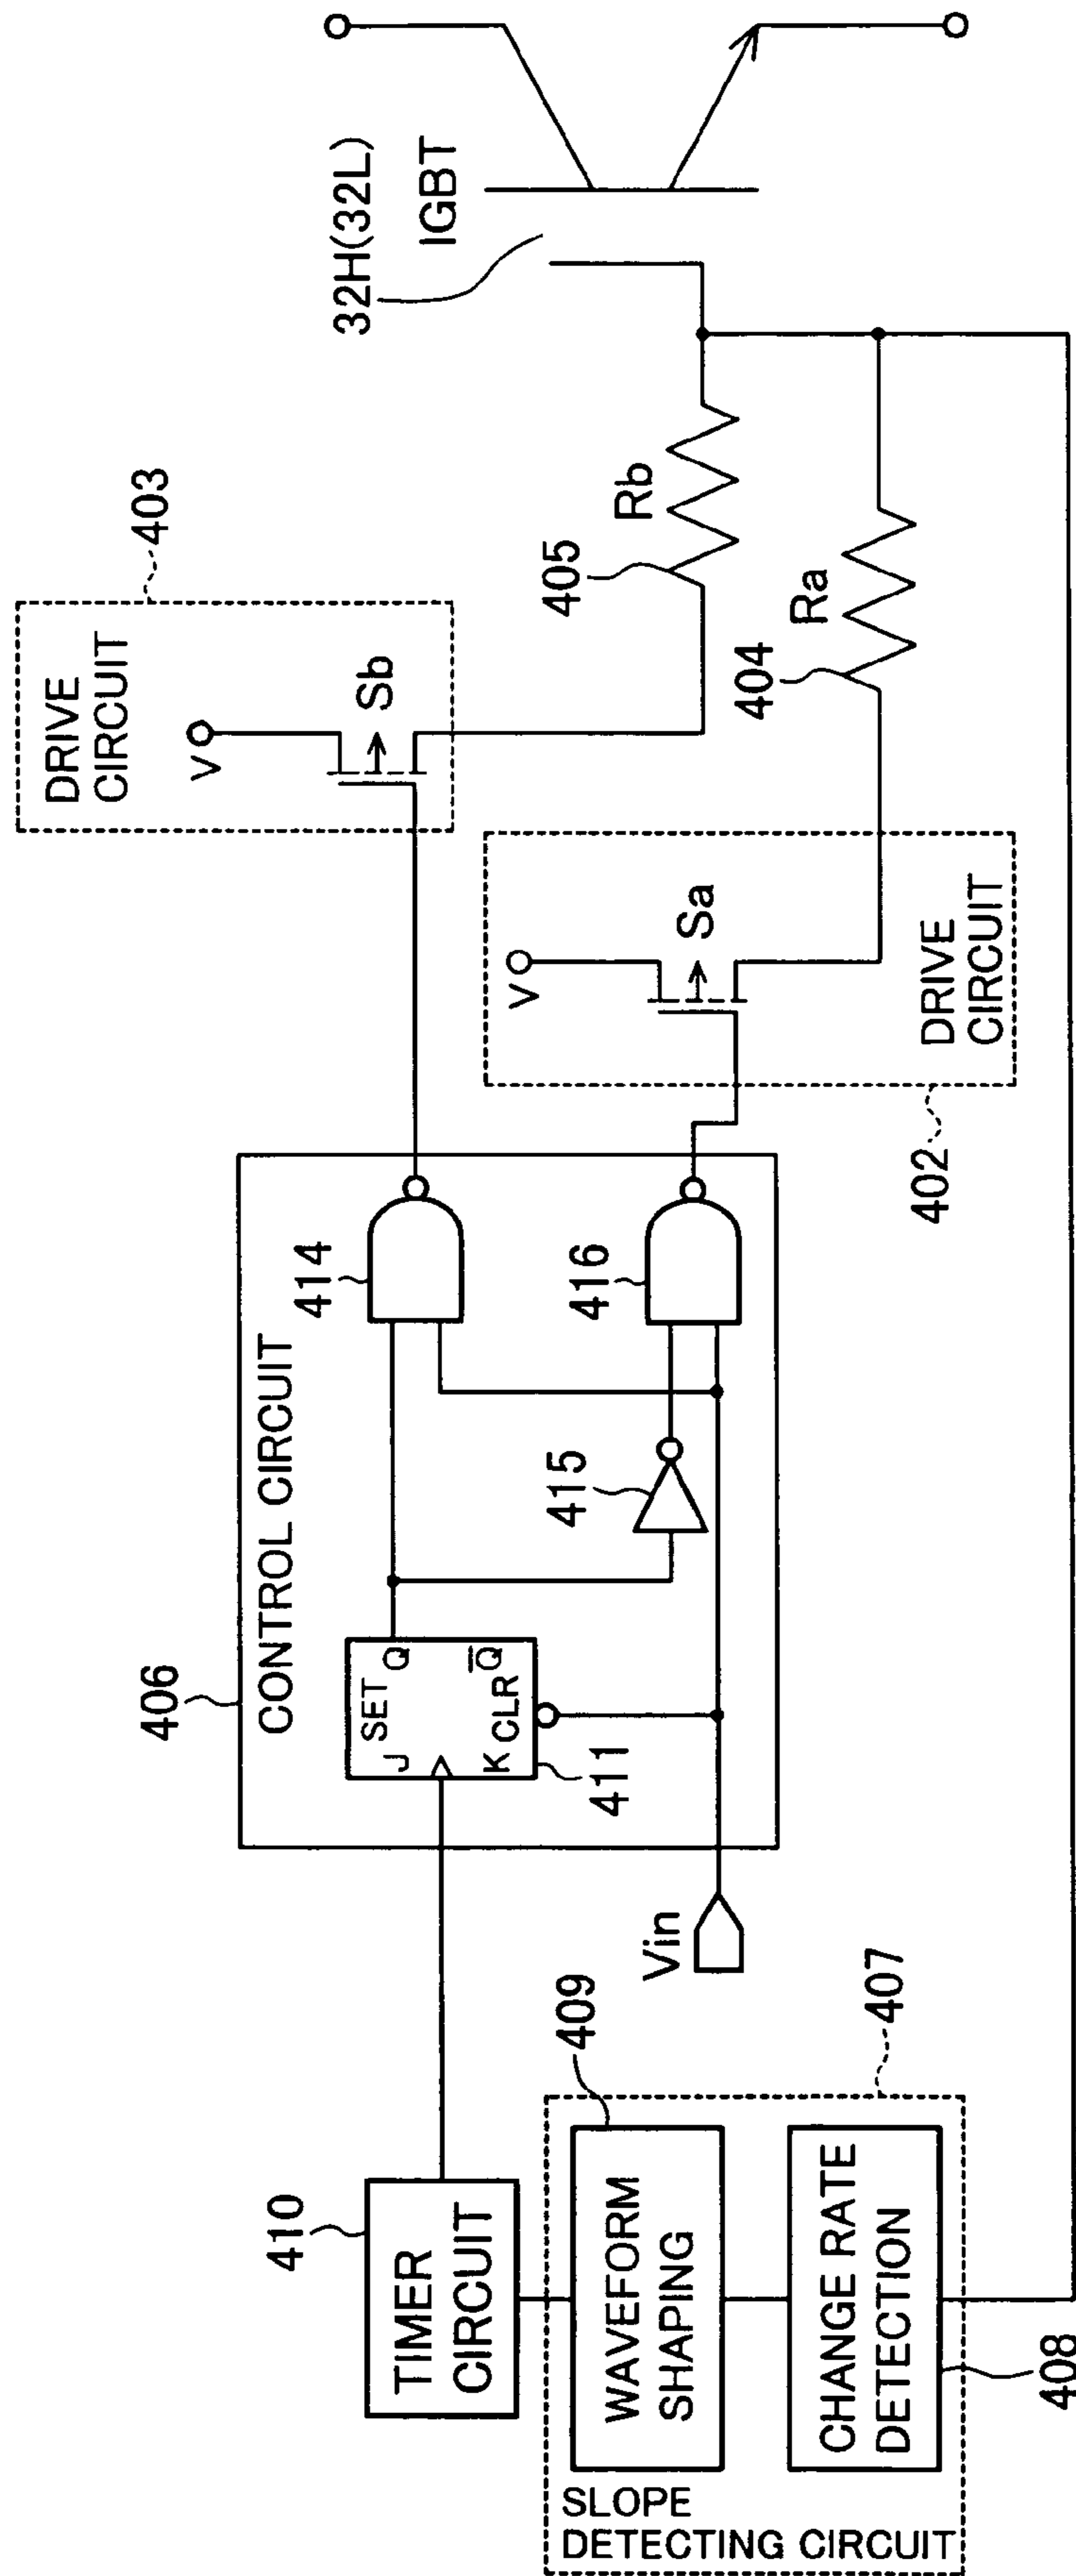 32H(32L)
IGBT
403
DRIVE
CIRCUIT
V
Sb
405
Rb
404
Ra
V
Sa
DRIVE
CIRCUIT
402
406
CONTROL CIRCUIT
414
416
415
J
SET
Q
K
CLR
Q̅
411
Vin
410
TIMER
CIRCUIT
409
407
WAVEFORM
SHAPING
CHANGE RATE
DETECTION
408
SLOPE
DETECTING CIRCUIT